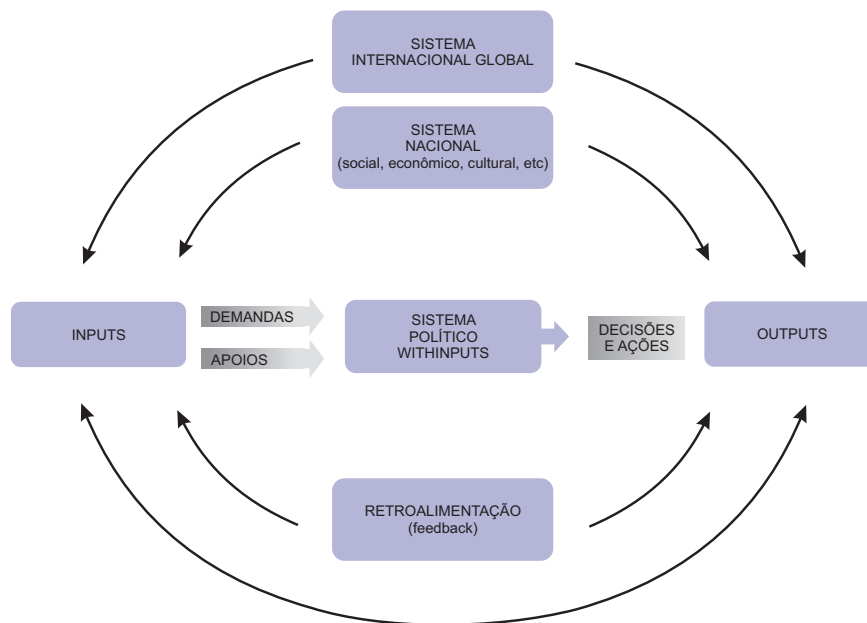 SISTEMA
INTERNACIONAL GLOBAL
SISTEMA
NACIONAL
(social, econômico, cultural, etc)
INPUTS
DEMANDAS
APOIOS
SISTEMA
POLÍTICO
WITHINPUTS
DECISÕES
E AÇÕES
OUTPUTS
RETROALIMENTAÇÃO
(feedback)